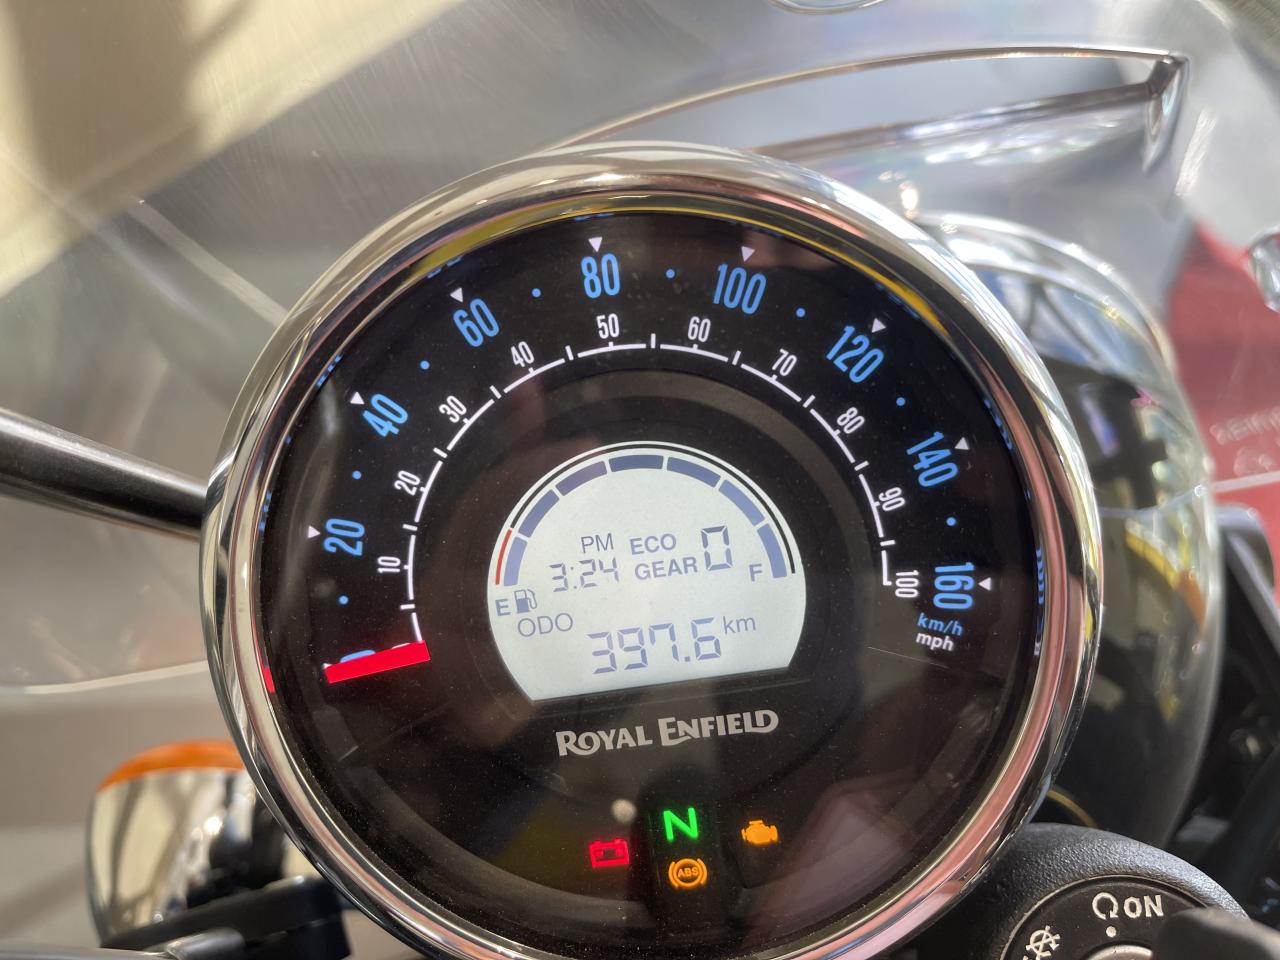 20 40 60 80 100 120 140 160
10 20 30 40 50 60 70 80 90 100
km/h
mph
PM ECO
3:24 GEAR 0
E F
ODO
397.6 km
ROYAL ENFIELD
N
ABS
ON